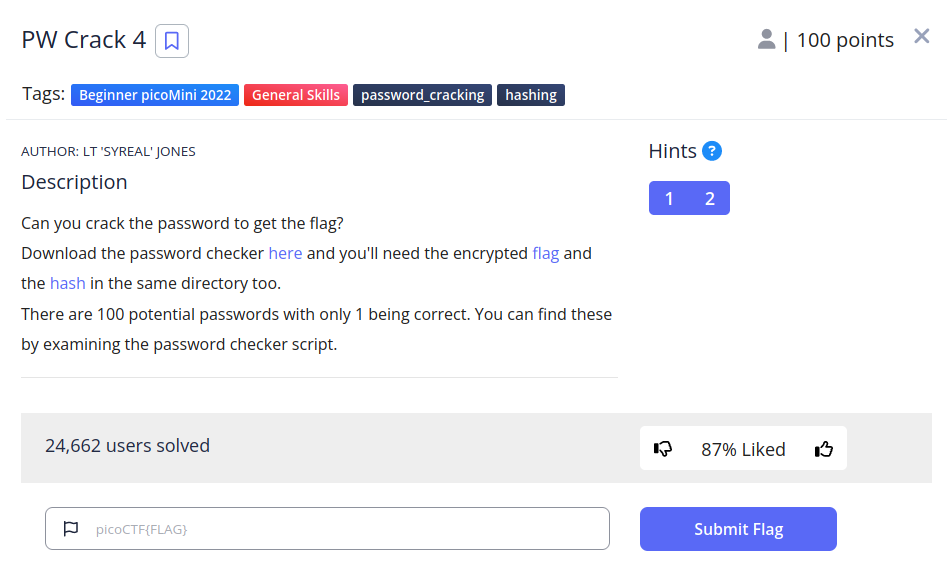 PW Crack 4
| 100 points
Tags: Beginner picoMini 2022 General Skills password_cracking hashing
AUTHOR: LT 'SYREAL' JONES
Description
Can you crack the password to get the flag?
Download the password checker here and you'll need the encrypted flag and
the hash in the same directory too.
There are 100 potential passwords with only 1 being correct. You can find these
by examining the password checker script.
Hints ?
1 2
24,662 users solved
87% Liked
picoCTF{FLAG}
Submit Flag